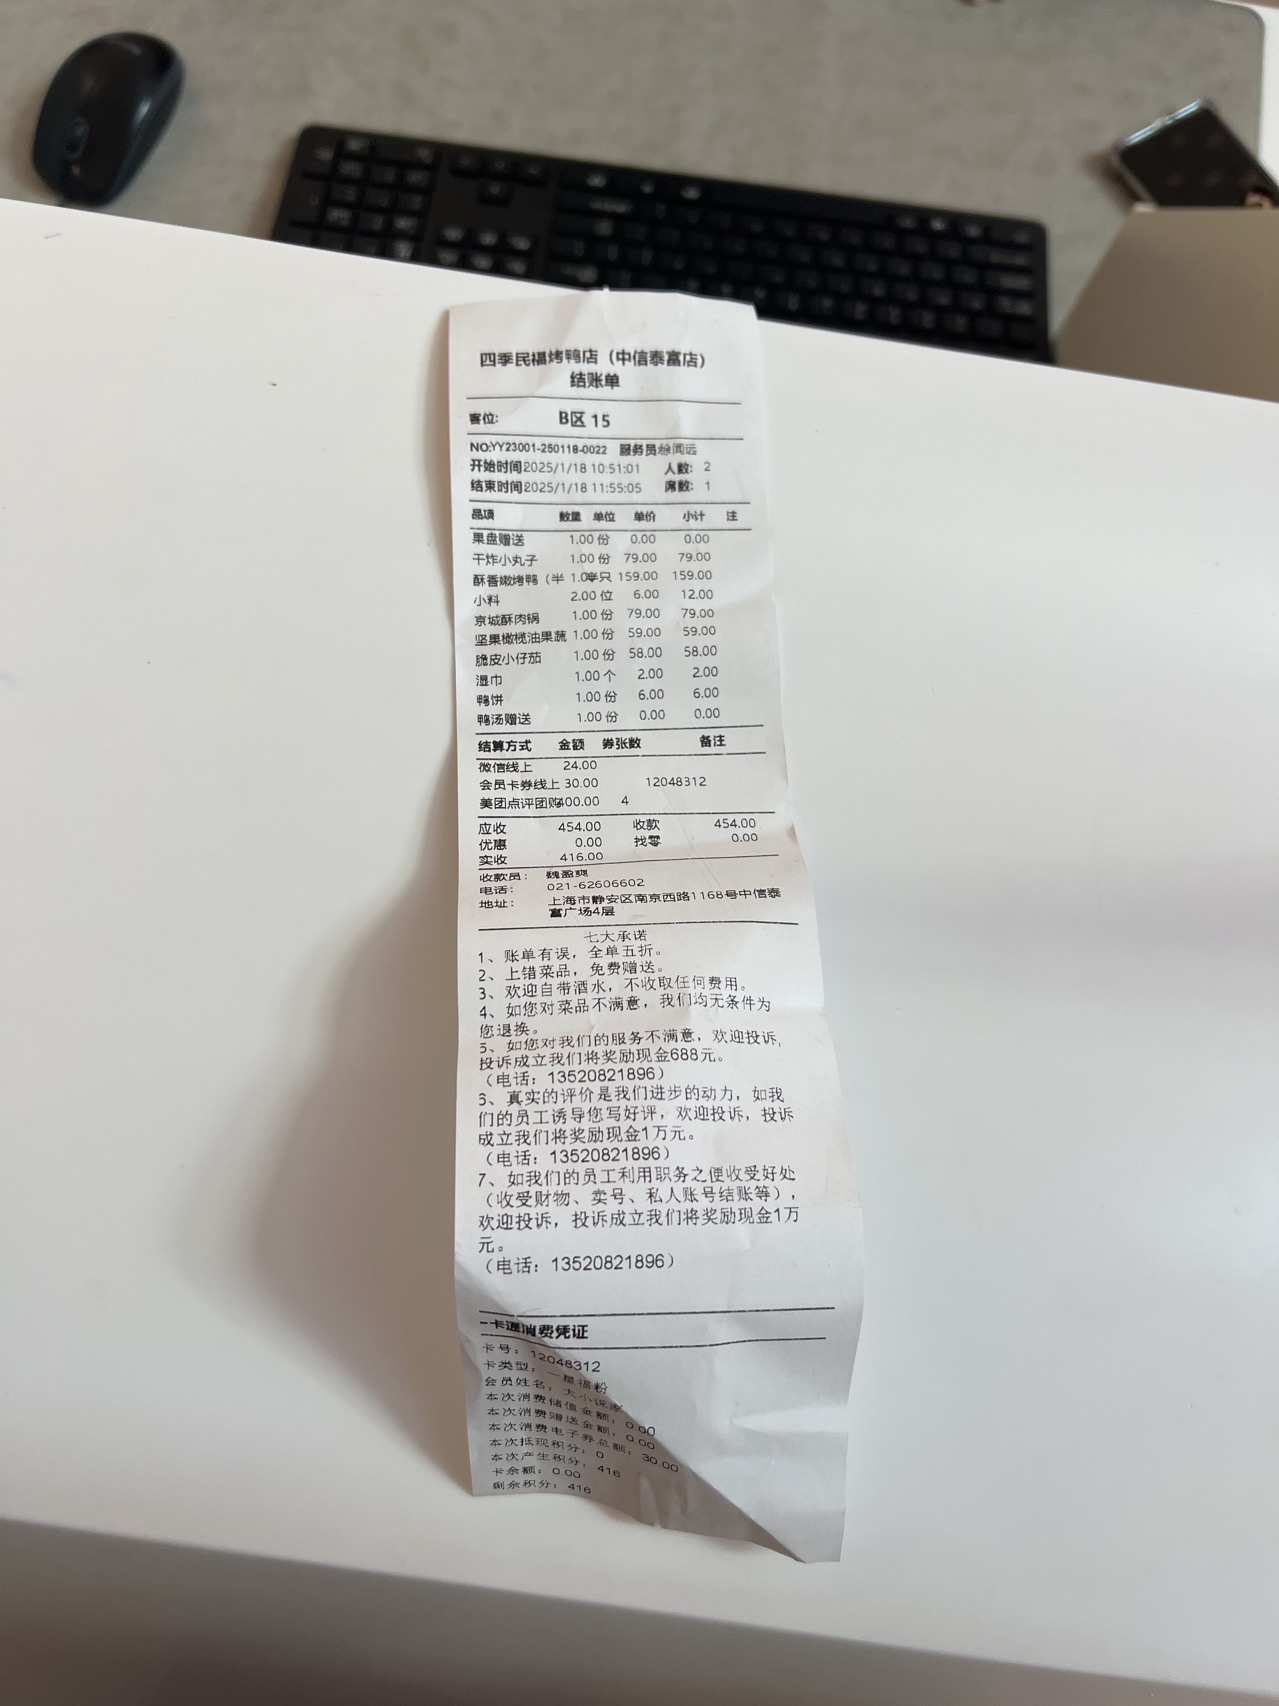 四季民福烤鸭店（中信泰富店）
结账单
客位: B区 15
NO:YY23001-250118-0022 服务员:徐闻远
开始时间2025/1/18 10:51:01 人数: 2
结束时间2025/1/18 11:55:05 席数: 1
品项 数量 单位 单价 小计 注
果盘赠送 1.00 份 0.00 0.00
干炸小丸子 1.00 份 79.00 79.00
酥香嫩烤鸭（半 1.00 只 159.00 159.00
小料 2.00 位 6.00 12.00
京城酥肉锅 1.00 份 79.00 79.00
坚果橄榄油果蔬 1.00 份 59.00 59.00
脆皮小仔茄 1.00 份 58.00 58.00
湿巾 1.00 个 2.00 2.00
鸭饼 1.00 份 6.00 6.00
鸭汤赠送 1.00 份 0.00 0.00
结算方式 金额 券张数 备注
微信线上 24.00
会员卡券线上 30.00 12048312
美团点评团购400.00 4
应收 454.00 收款 454.00
优惠 0.00 找零 0.00
实收 416.00
收款员: 魏盈爽
电话: 021-62606602
地址: 上海市静安区南京西路1168号中信泰
富广场4层
七大承诺
1、账单有误，全单五折。
2、上错菜品，免费赠送。
3、欢迎自带酒水，不收取任何费用。
4、如您对菜品不满意，我们均无条件为
您退换。
5、如您对我们的服务不满意，欢迎投诉，
投诉成立我们将奖励现金688元。
（电话：13520821896）
6、真实的评价是我们进步的动力，如我
们的员工诱导您写好评，欢迎投诉，投诉
成立我们将奖励现金1万元。
（电话：13520821896）
7、如我们的员工利用职务之便收受好处
（收受财物、卖号、私人账号结账等），
欢迎投诉，投诉成立我们将奖励现金1万
元。
（电话：13520821896）
一卡通消费凭证
卡号：12048312
卡类型：一星福粉
会员姓名：大小说家
本次消费储值金额：0.00
本次消费赠送金额：0.00
本次消费电子券总额：30.00
本次抵现积分：0
本次产生积分：416
卡余额：0.00
剩余积分：416